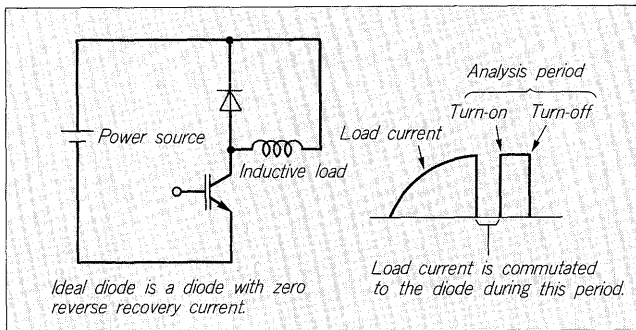 Analysis period
Turn-on Turn-off
Load current
Power source
Inductive load
Ideal diode is a diode with zero
reverse recovery current.
Load current is commutated
to the diode during this period.